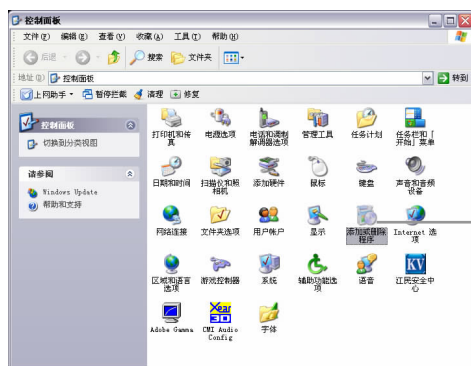 控制面板
文件(F) 编辑(E) 查看(V) 收藏(A) 工具(T) 帮助(H)
后退 搜索 文件夹
地址(D) 控制面板 转到
上网助手 暂停拦截 清理 修复
控制面板
切换到分类视图
请参阅
Windows Update
帮助和支持
打印机和传真
电源选项
电话和调制解调器选项
管理工具
任务计划
任务栏和「开始」菜单
日期和时间
扫描仪和照相机
添加硬件
鼠标
键盘
声音和音频设备
网络连接
文件夹选项
用户帐户
显示
添加或删除程序
Internet 选项
区域和语言选项
游戏控制器
系统
辅助功能选项
语音
KV
江民安全中心
Adobe Gamma
Xear
3D
CMI Audio Config
字体